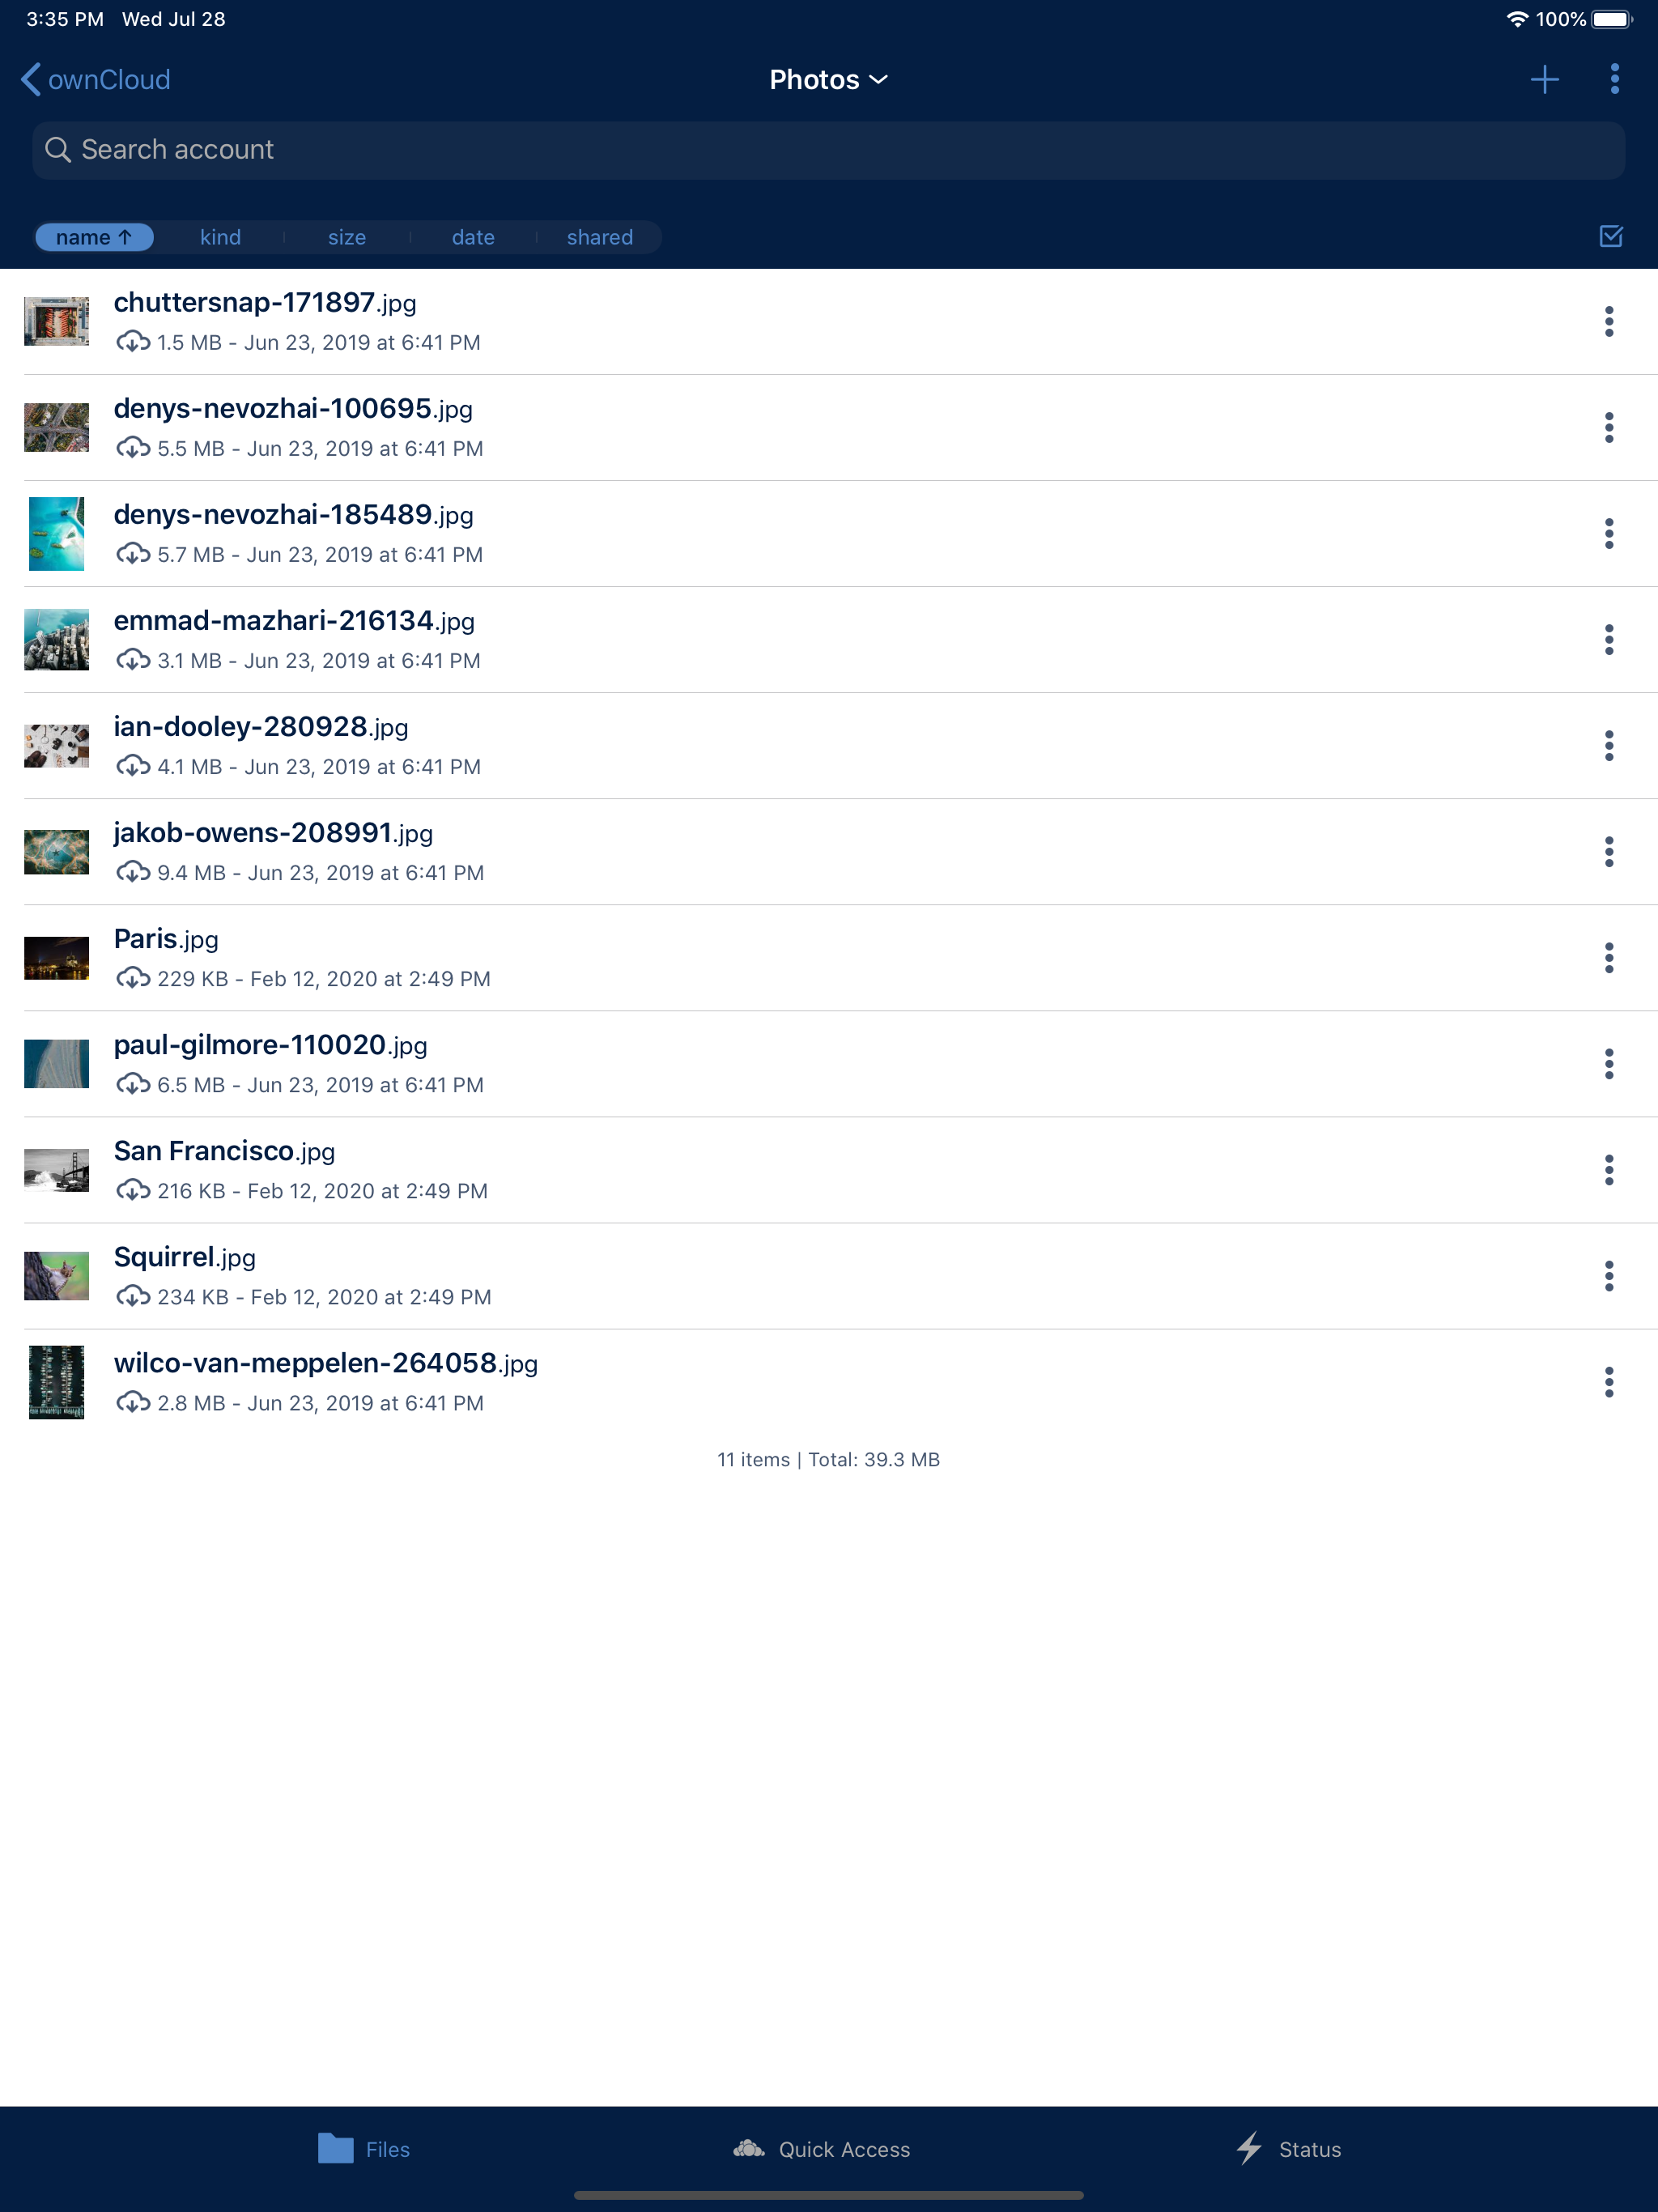 3:35 PM Wed Jul 28 100%
ownCloud Photos
Search account
name ↑ kind size date shared
chuttersnap-171897.jpg
1.5 MB - Jun 23, 2019 at 6:41 PM
denys-nevozhai-100695.jpg
5.5 MB - Jun 23, 2019 at 6:41 PM
denys-nevozhai-185489.jpg
5.7 MB - Jun 23, 2019 at 6:41 PM
emmad-mazhari-216134.jpg
3.1 MB - Jun 23, 2019 at 6:41 PM
ian-dooley-280928.jpg
4.1 MB - Jun 23, 2019 at 6:41 PM
jakob-owens-208991.jpg
9.4 MB - Jun 23, 2019 at 6:41 PM
Paris.jpg
229 KB - Feb 12, 2020 at 2:49 PM
paul-gilmore-110020.jpg
6.5 MB - Jun 23, 2019 at 6:41 PM
San Francisco.jpg
216 KB - Feb 12, 2020 at 2:49 PM
Squirrel.jpg
234 KB - Feb 12, 2020 at 2:49 PM
wilco-van-meppelen-264058.jpg
2.8 MB - Jun 23, 2019 at 6:41 PM
11 items | Total: 39.3 MB
Files Quick Access Status